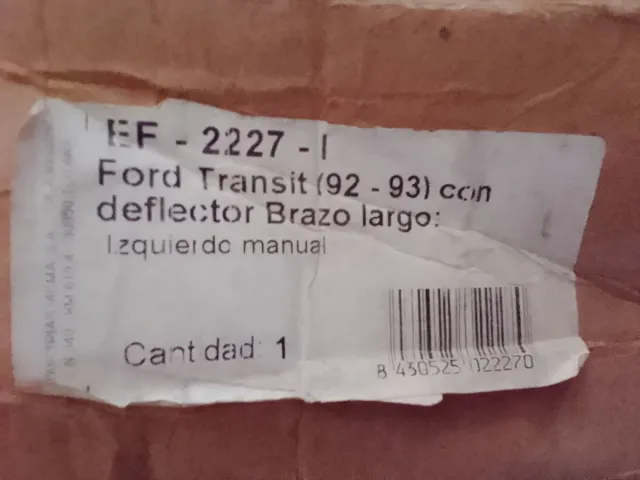 EF - 2227 - I
Ford Transit (92 - 93) con
deflector Brazo largo:
Izquierdo manual
Cantidad: 1
8 430525 022270